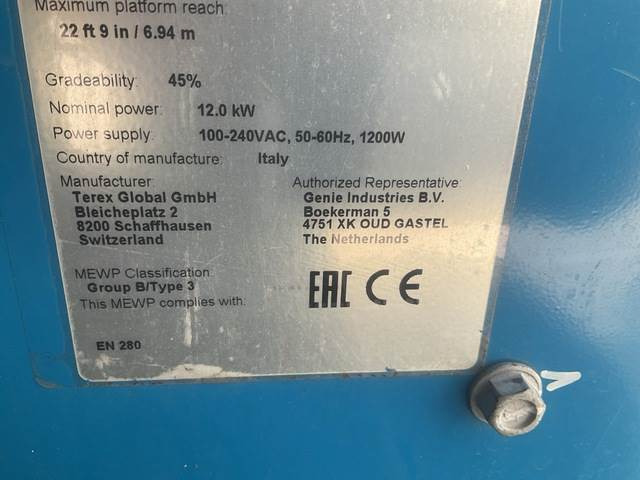 Maximum platform reach:
22 ft 9 in / 6.94 m
Gradeability: 45%
Nominal power: 12.0 kW
Power supply: 100-240VAC, 50-60Hz, 1200W
Country of manufacture: Italy
Manufacturer:
Terex Global GmbH
Bleicheplatz 2
8200 Schaffhausen
Switzerland
Authorized Representative:
Genie Industries B.V.
Boekerman 5
4751 XK OUD GASTEL
The Netherlands
MEWP Classification:
Group B/Type 3
This MEWP complies with:
EN 280
EAC CE